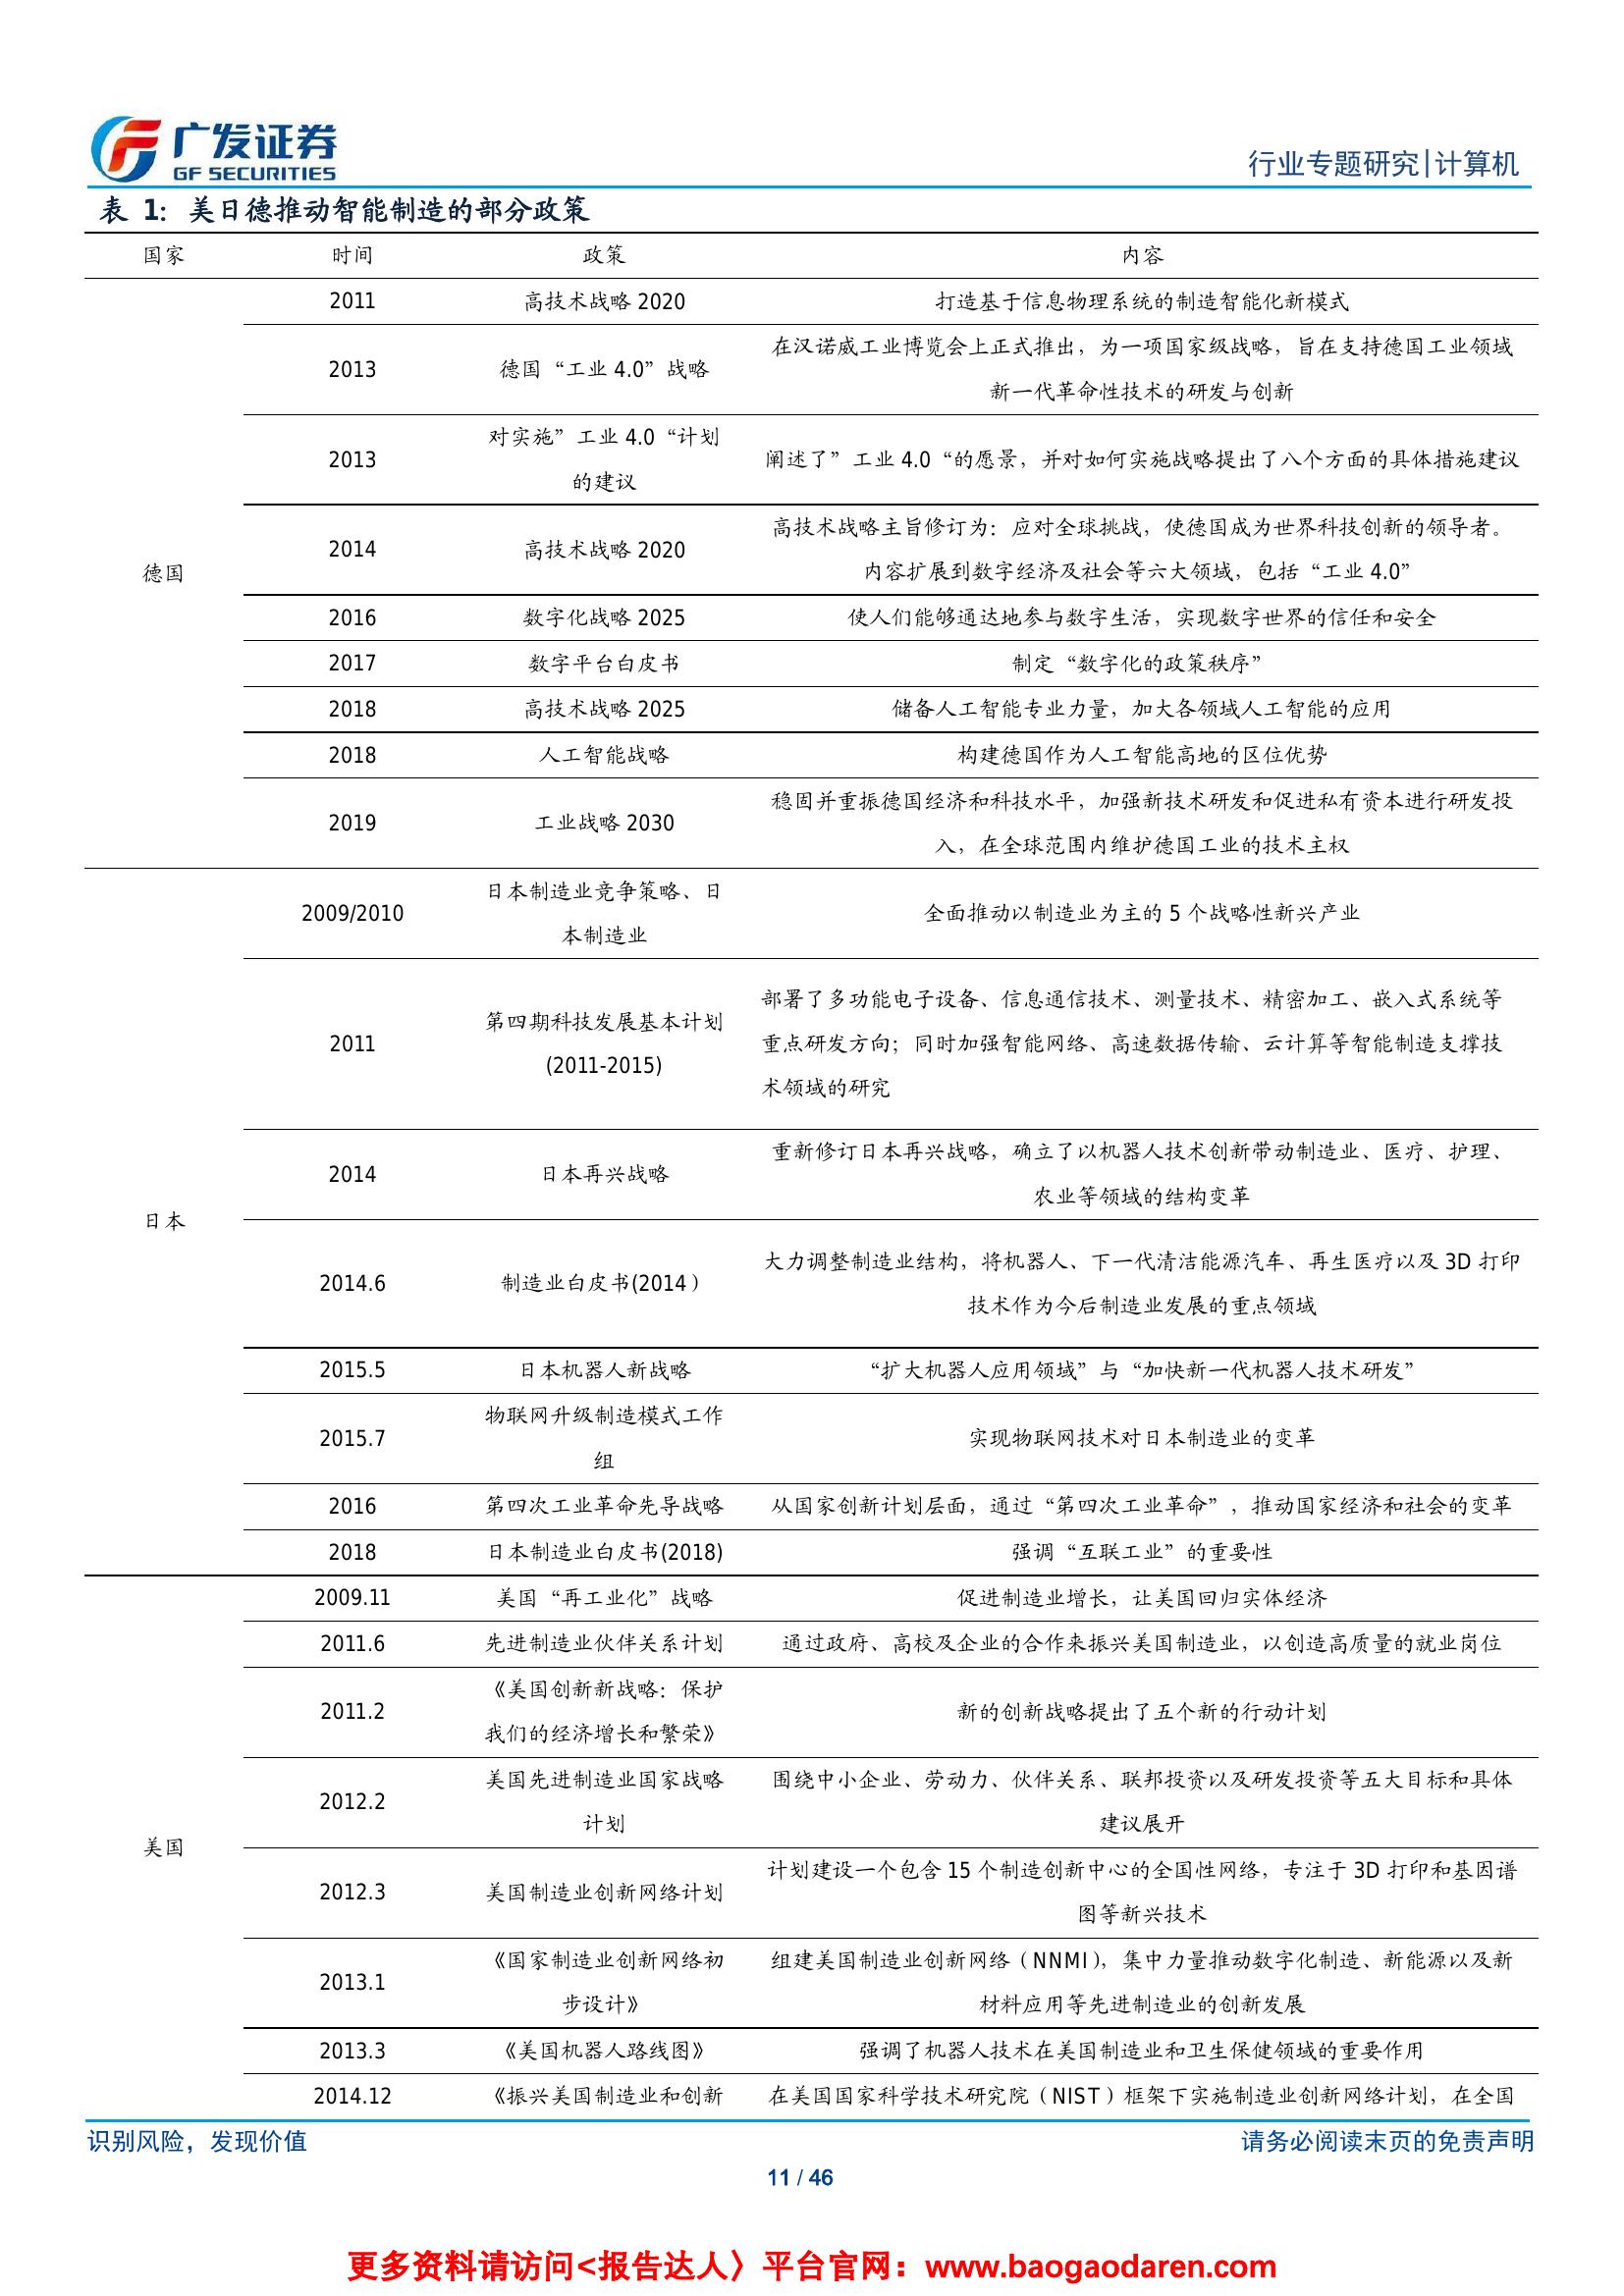 广发证券
GF SECURITIES
行业专题研究|计算机
表 1：美日德推动智能制造的部分政策
国家 时间 政策 内容
德国
2011 高技术战略 2020 打造基于信息物理系统的制造智能化新模式
2013 德国“工业 4.0”战略 在汉诺威工业博览会上正式推出，为一项国家级战略，旨在支持德国工业领域
新一代革命性技术的研发与创新
2013 对实施”工业 4.0“计划
的建议
阐述了”工业 4.0“的愿景，并对如何实施战略提出了八个方面的具体措施建议
2014 高技术战略 2020 高技术战略主旨修订为：应对全球挑战，使德国成为世界科技创新的领导者。
内容扩展到数字经济及社会等六大领域，包括“工业 4.0”
2016 数字化战略 2025 使人们能够通达地参与数字生活，实现数字世界的信任和安全
2017 数字平台白皮书 制定“数字化的政策秩序”
2018 高技术战略 2025 储备人工智能专业力量，加大各领域人工智能的应用
2018 人工智能战略 构建德国作为人工智能高地的区位优势
2019 工业战略 2030 稳固并重振德国经济和科技水平，加强新技术研发和促进私有资本进行研发投
入，在全球范围内维护德国工业的技术主权
日本
2009/2010 日本制造业竞争策略、日
本制造业
全面推动以制造业为主的 5 个战略性新兴产业
2011 第四期科技发展基本计划
(2011-2015)
部署了多功能电子设备、信息通信技术、测量技术、精密加工、嵌入式系统等
重点研发方向；同时加强智能网络、高速数据传输、云计算等智能制造支撑技
术领域的研究
2014 日本再兴战略 重新修订日本再兴战略，确立了以机器人技术创新带动制造业、医疗、护理、
农业等领域的结构变革
2014.6 制造业白皮书(2014） 大力调整制造业结构，将机器人、下一代清洁能源汽车、再生医疗以及 3D 打印
技术作为今后制造业发展的重点领域
2015.5 日本机器人新战略 “扩大机器人应用领域”与“加快新一代机器人技术研发”
2015.7 物联网升级制造模式工作
组
实现物联网技术对日本制造业的变革
2016 第四次工业革命先导战略 从国家创新计划层面，通过“第四次工业革命”，推动国家经济和社会的变革
2018 日本制造业白皮书(2018) 强调“互联工业”的重要性
美国
2009.11 美国“再工业化”战略 促进制造业增长，让美国回归实体经济
2011.6 先进制造业伙伴关系计划 通过政府、高校及企业的合作来振兴美国制造业，以创造高质量的就业岗位
2011.2 《美国创新新战略：保护
我们的经济增长和繁荣》
新的创新战略提出了五个新的行动计划
2012.2 美国先进制造业国家战略
计划
围绕中小企业、劳动力、伙伴关系、联邦投资以及研发投资等五大目标和具体
建议展开
2012.3 美国制造业创新网络计划 计划建设一个包含 15 个制造创新中心的全国性网络，专注于 3D 打印和基因谱
图等新兴技术
2013.1 《国家制造业创新网络初
步设计》
组建美国制造业创新网络（NNMI)，集中力量推动数字化制造、新能源以及新
材料应用等先进制造业的创新发展
2013.3 《美国机器人路线图》 强调了机器人技术在美国制造业和卫生保健领域的重要作用
2014.12 《振兴美国制造业和创新 在美国国家科学技术研究院（NIST）框架下实施制造业创新网络计划，在全国
识别风险，发现价值 请务必阅读末页的免责声明
11 / 46
更多资料请访问<报告达人〉平台官网：www.baogaodaren.com